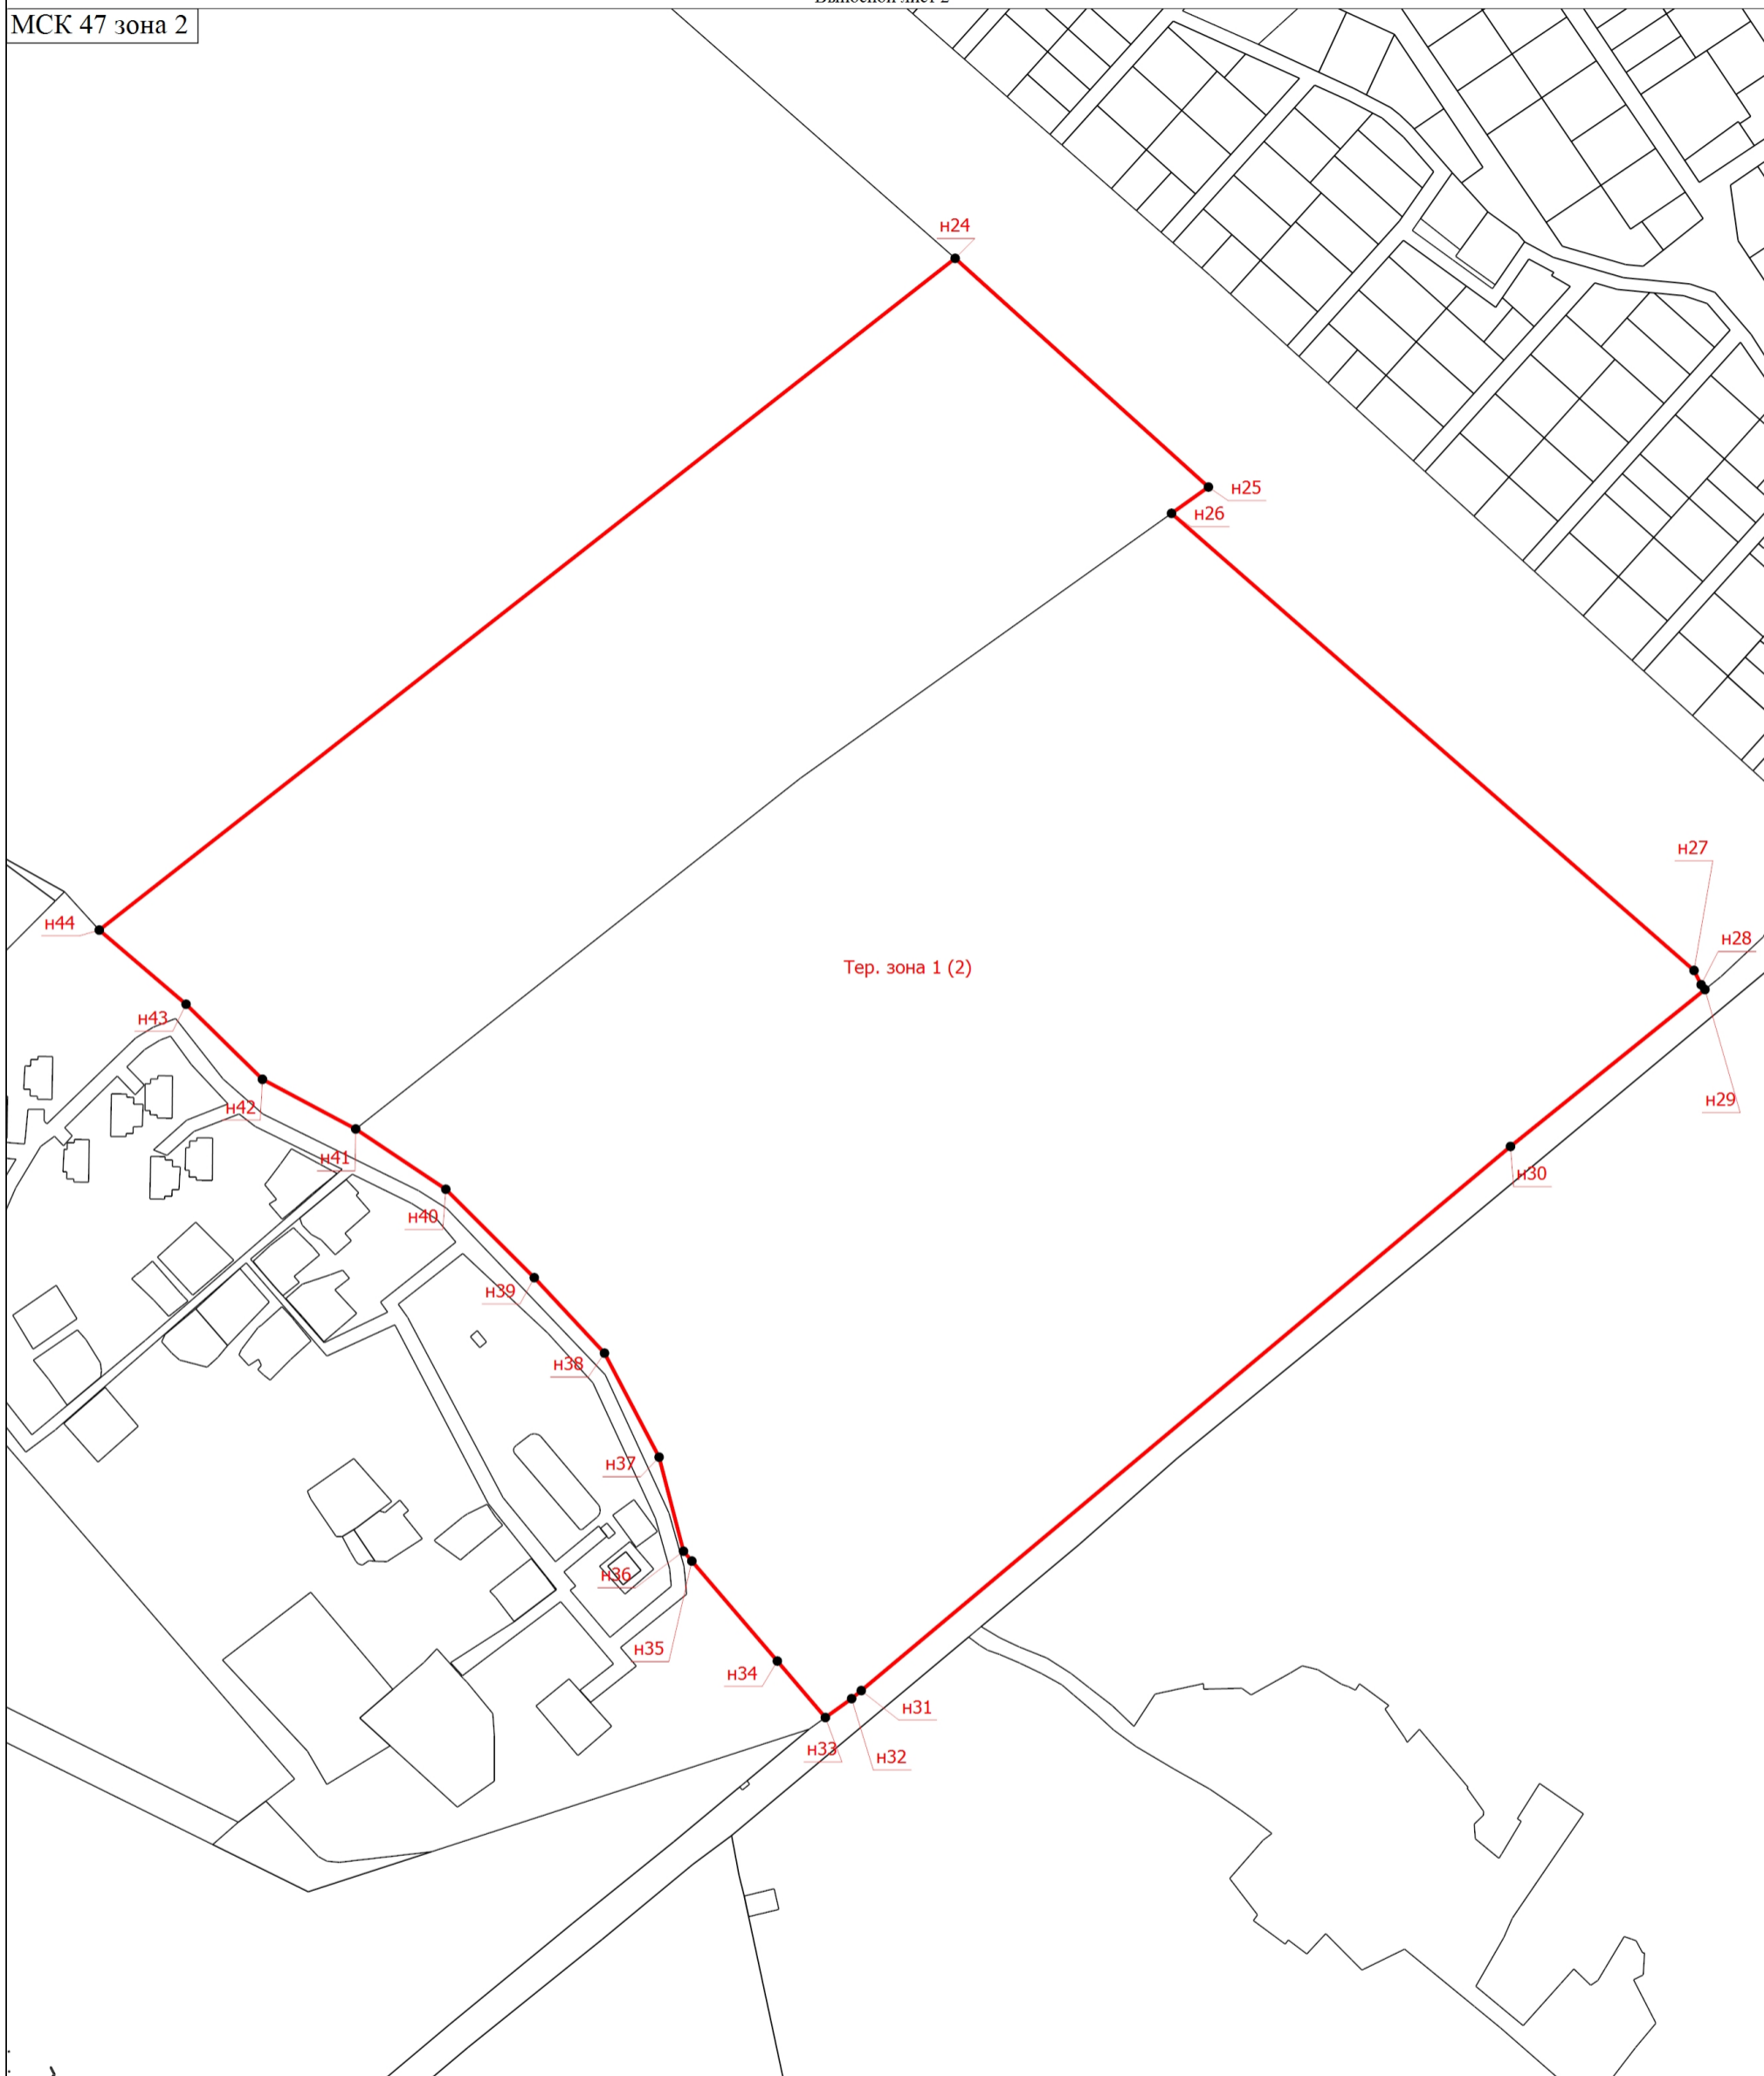 МСК 47 зона 2
н24
н25
н26
н27
н44
н28
Тер. зона 1 (2)
н43
н29
н42
н41
н30
н40
н39
н38
н37
н36
н35
н34
н31
н33
н32